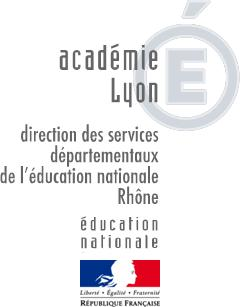 académie
Lyon
É
direction des services
départementaux
de l'éducation nationale
Rhône
éducation
nationale
Liberté • Égalité • Fraternité
RÉPUBLIQUE FRANÇAISE